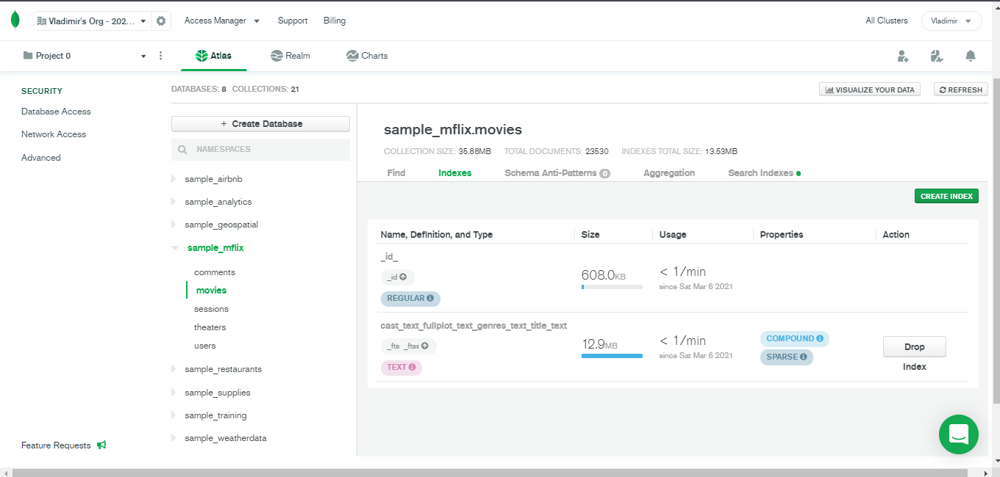 Vladimir's Org - 202...
Access Manager
Support
Billing
All Clusters
Vladimir
Project 0
Atlas
Realm
Charts
SECURITY
Database Access
Network Access
Advanced
Feature Requests
DATABASES: 8 COLLECTIONS: 21
VISUALIZE YOUR DATA
REFRESH
+ Create Database
NAMESPACES
sample_airbnb
sample_analytics
sample_geospatial
sample_mflix
comments
movies
sessions
theaters
users
sample_restaurants
sample_supplies
sample_training
sample_weatherdata
sample_mflix.movies
COLLECTION SIZE: 35.88MB TOTAL DOCUMENTS: 23530 INDEXES TOTAL SIZE: 13.53MB
Find Indexes Schema Anti-Patterns 0 Aggregation Search Indexes
CREATE INDEX
Name, Definition, and Type Size Usage Properties Action
_id_
_id
REGULAR
608.0KB
< 1/min
since Sat Mar 6 2021
cast_text_fullplot_text_genres_text_title_text
_fts _ftsx
TEXT
12.9MB
< 1/min
since Sat Mar 6 2021
COMPOUND
SPARSE
Drop
Index